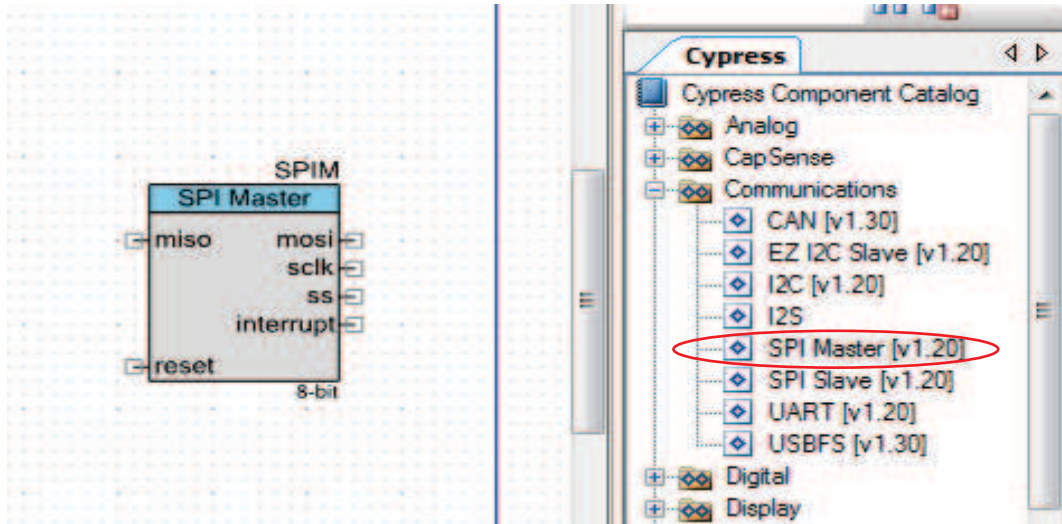 SPIM
SPI Master
miso mosi
sclk
ss
interrupt
reset
8-bit
Cypress
Cypress Component Catalog
Analog
CapSense
Communications
CAN [v1.30]
EZ I2C Slave [v1.20]
I2C [v1.20]
I2S
SPI Master [v1.20]
SPI Slave [v1.20]
UART [v1.20]
USBFS [v1.30]
Digital
Display